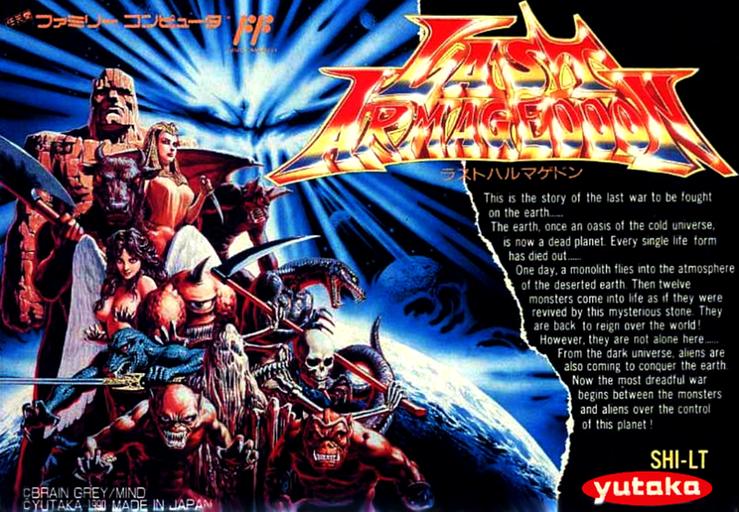 任天堂 ファミリー コンピュータ FF
LAST
ARMAGEDDON
ラストハルマゲドン
This is the story of the last war to be fought
on the earth......
The earth, once an oasis of the cold universe,
is now a dead planet. Every single life form
has died out......
One day, a monolith flies into the atmosphere
of the deserted earth. Then twelve
monsters come into life as if they were
revived by this mysterious stone. They
are back to reign over the world!
However, they are not alone here......
From the dark universe, aliens are
also coming to conquer the earth.
Now the most dreadful war
begins between the monsters
and aliens over the control
of this planet!
SHI-LT
yutaka
©BRAIN GREY/MIND
©YUTAKA 1990 MADE IN JAPAN